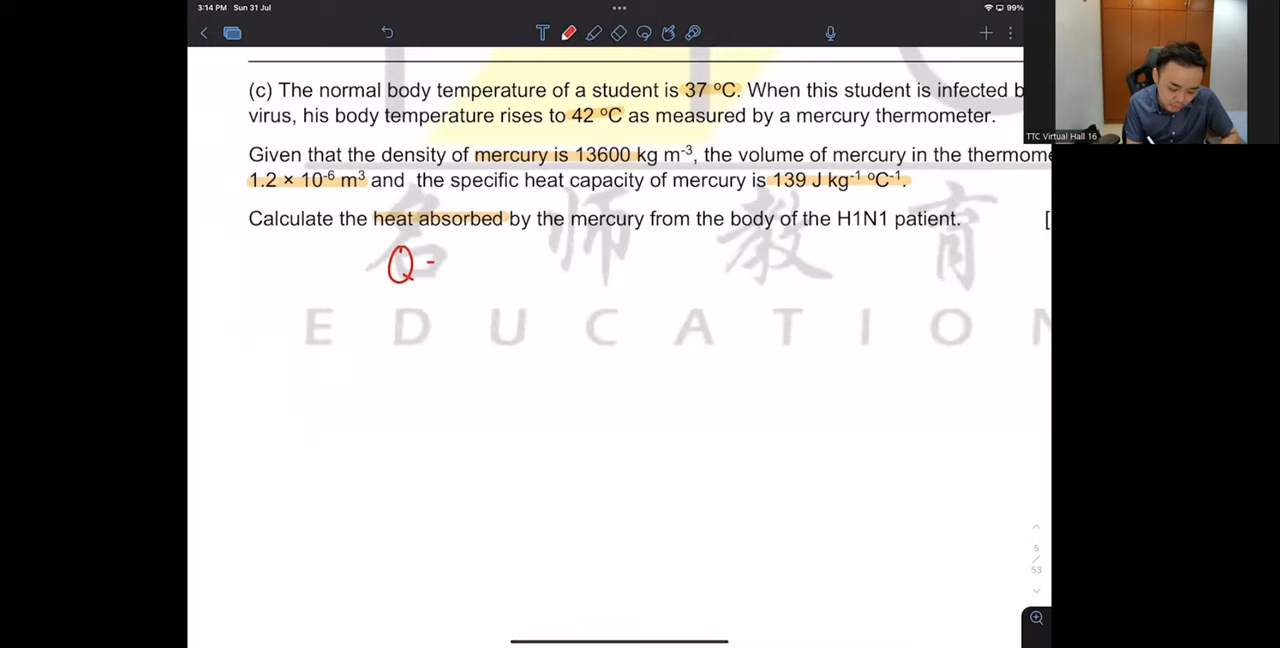 3:14 PM Sun 31 Jul
99%
(c) The normal body temperature of a student is 37 ºC. When this student is infected b
virus, his body temperature rises to 42 ºC as measured by a mercury thermometer.
Given that the density of mercury is 13600 kg m⁻³, the volume of mercury in the thermome
1.2 × 10⁻⁶ m³ and the specific heat capacity of mercury is 139 J kg⁻¹ ºC⁻¹.
Calculate the heat absorbed by the mercury from the body of the H1N1 patient. [
Q -
名师教育
EDUCATION
TTC Virtual Hall 16
5
/
53